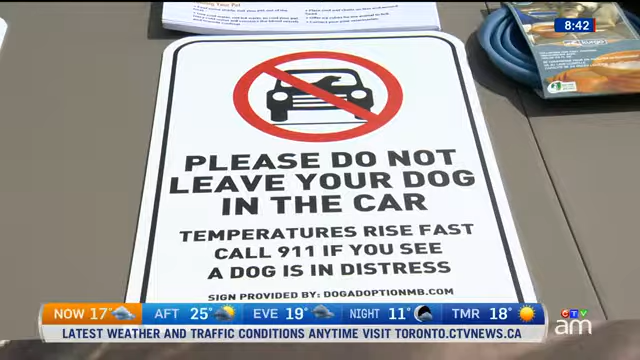 8:42
kurgo
PLEASE DO NOT
LEAVE YOUR DOG
IN THE CAR
TEMPERATURES RISE FAST
CALL 911 IF YOU SEE
A DOG IS IN DISTRESS
SIGN PROVIDED BY: DOGADOPTIONMB.COM
NOW 17° AFT 25° EVE 19° NIGHT 11° TMR 18°
LATEST WEATHER AND TRAFFIC CONDITIONS ANYTIME VISIT TORONTO.CTVNEWS.CA
CTV
am